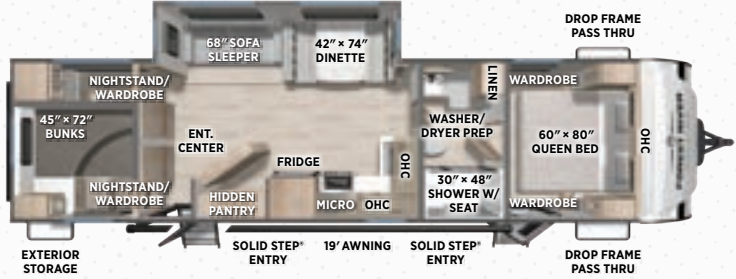 DROP FRAME
PASS THRU
68" SOFA
SLEEPER
42" × 74"
DINETTE
NIGHTSTAND/
WARDROBE
LINEN
WARDROBE
45" × 72"
BUNKS
ENT.
CENTER
WASHER/
DRYER PREP
60" × 80"
QUEEN BED
OHC
FRIDGE
OHC
NIGHTSTAND/
WARDROBE
HIDDEN
PANTRY
MICRO
OHC
30" × 48"
SHOWER W/
SEAT
WARDROBE
EXTERIOR
STORAGE
SOLID STEP®
ENTRY
19' AWNING
SOLID STEP®
ENTRY
DROP FRAME
PASS THRU